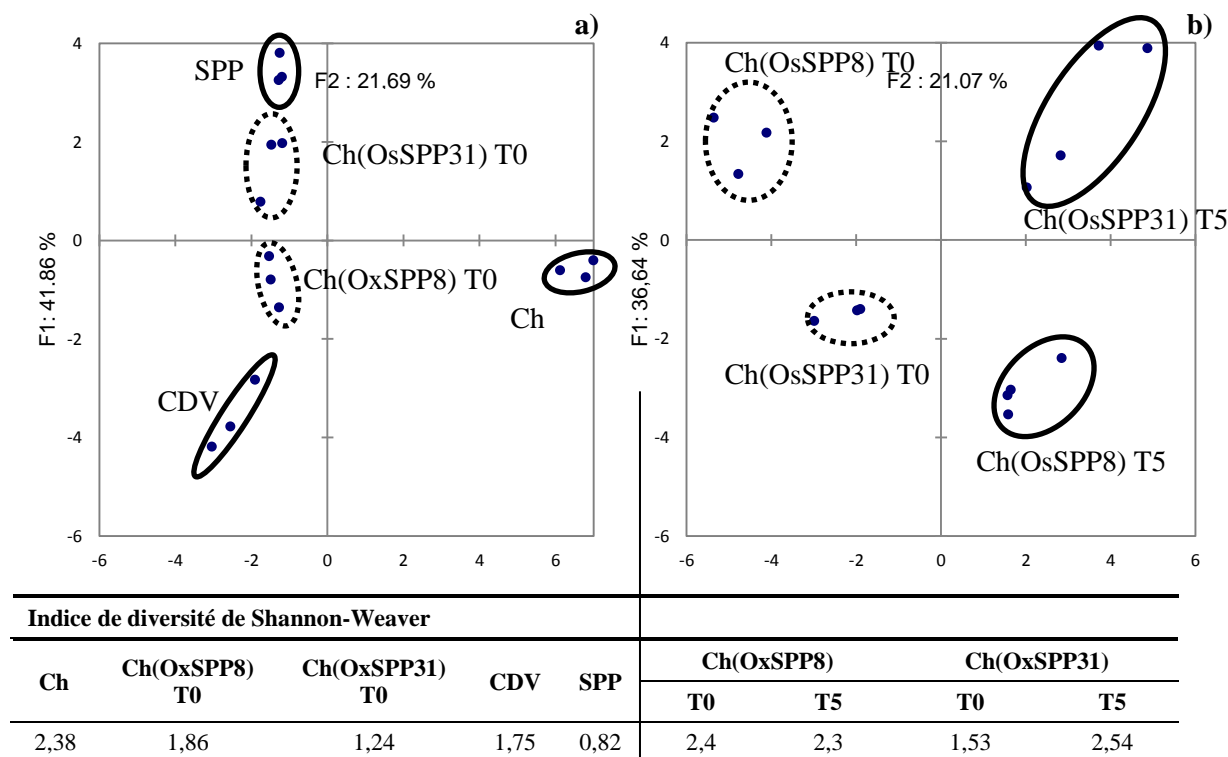 a)
4
SPP
F2 : 21.69 %
2
Ch(OsSPP31) T0
0
F1: 41.86 %
Ch(OxSPP8) T0
Ch
-2
CDV
-4
-6
-6 -4 -2 0 2 4 6
b)
4
Ch(OsSPP8) T0
F2 : 21,07 %
2
Ch(OsSPP31) T5
0
F1: 36,64 %
-2
Ch(OsSPP31) T0
-4
Ch(OsSPP8) T5
-6
-6 -4 -2 0 2 4 6
Indice de diversité de Shannon-Weaver
Ch Ch(OxSPP8) T0 Ch(OxSPP31) T0 CDV SPP Ch(OxSPP8) Ch(OxSPP31)
T0 T5 T0 T5
2,38 1,86 1,24 1,75 0,82 2,4 2,3 1,53 2,54